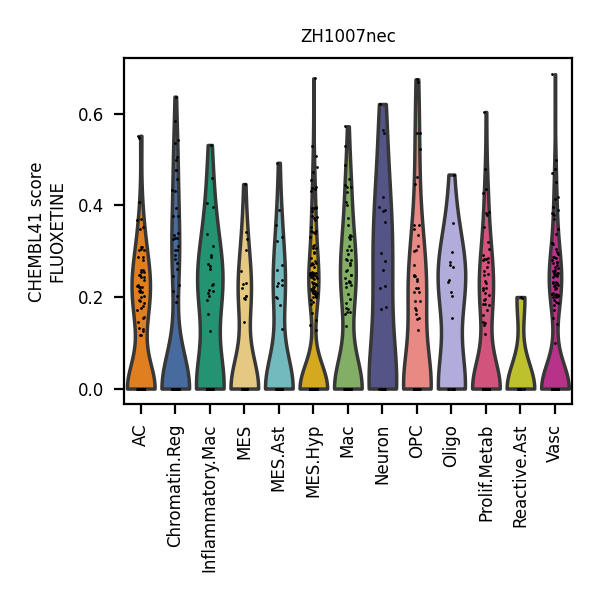 ZH1007nec
CHEMBL41 score
FLUOXETINE
0.6
0.4
0.2
0.0
AC
Chromatin.Reg
Inflammatory.Mac
MES
MES.Ast
MES.Hyp
Mac
Neuron
OPC
Oligo
Prolif.Metab
Reactive.Ast
Vasc